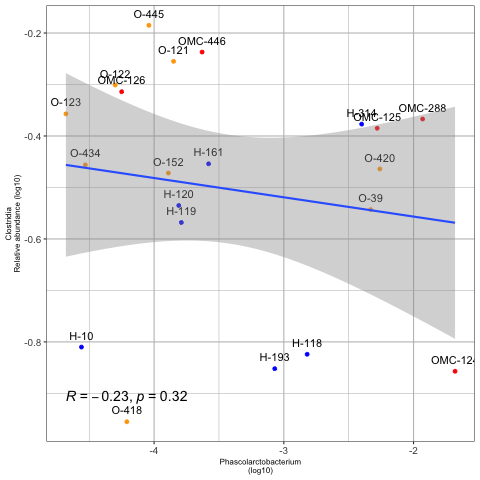 O-445
-0.2
OMC-446
O-121
O-122
OMC-126
O-123
H-314
OMC-288
OMC-125
-0.4
O-434
H-161
O-152
O-420
H-120
O-39
H-119
Clostridia
Relative abundance (log10)
-0.6
H-10
-0.8
H-118
H-193
OMC-124
R = −0.23, p = 0.32
O-418
-4
-3
-2
Phascolarctobacterium
(log10)